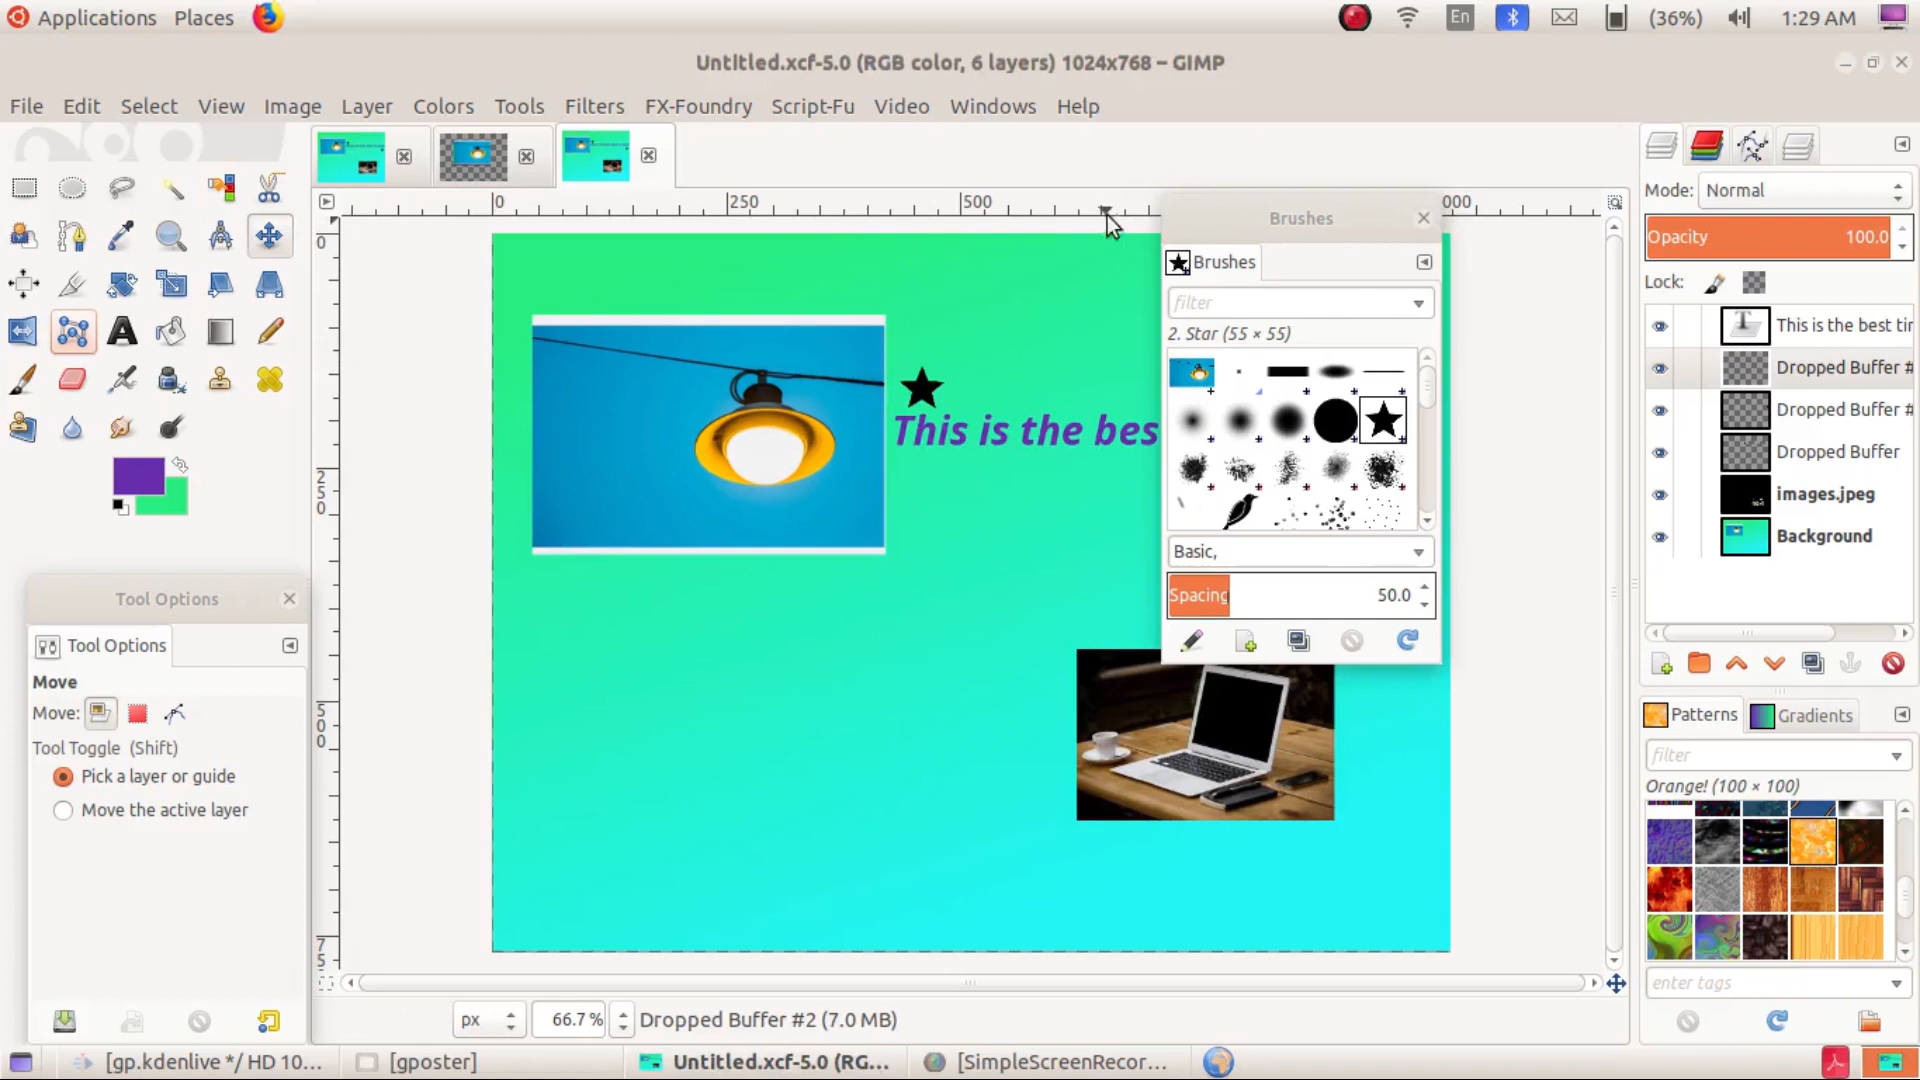 Applications Places
En (36%) 1:29 AM
Untitled.xcf-5.0 (RGB color, 6 layers) 1024x768 – GIMP
File Edit Select View Image Layer Colors Tools Filters FX-Foundry Script-Fu Video Windows Help
0 250 500 000
0
250
500
75
This is the bes
Brushes
Brushes
filter
2. Star (55 × 55)
Basic,
Spacing 50.0
Mode: Normal
Opacity 100.0
Lock:
This is the best tir
Dropped Buffer #
Dropped Buffer #
Dropped Buffer
images.jpeg
Background
Patterns Gradients
filter
Orange! (100 × 100)
enter tags
Tool Options
Tool Options
Move
Move:
Tool Toggle (Shift)
Pick a layer or guide
Move the active layer
px 66.7 % Dropped Buffer #2 (7.0 MB)
[gp.kdenlive */ HD 10... [gposter] Untitled.xcf-5.0 (RG... [SimpleScreenRecor...